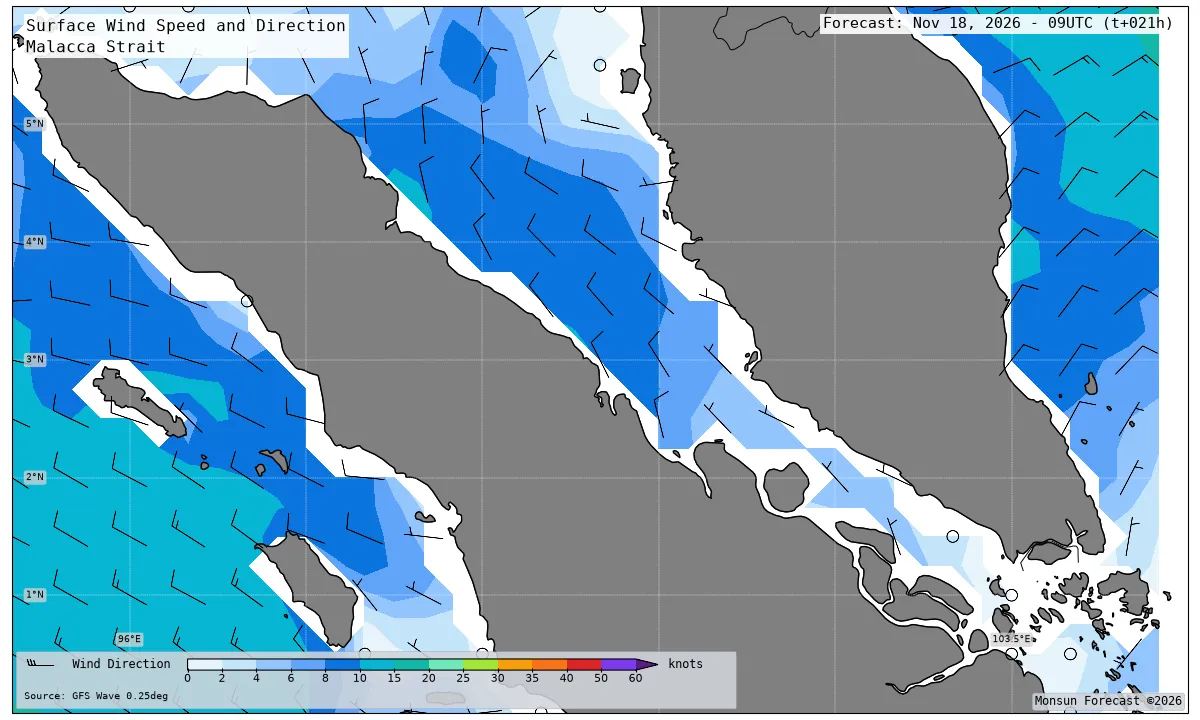 Surface Wind Speed and Direction
Malacca Strait
Forecast: Nov 18, 2026 - 09UTC (t+021h)
5°N
4°N
3°N
2°N
1°N
96°E
103.5°E
Wind Direction
knots
0 2 4 6 8 10 15 20 25 30 35 40 50 60
Source: GFS Wave 0.25deg
Monsun Forecast ©2026